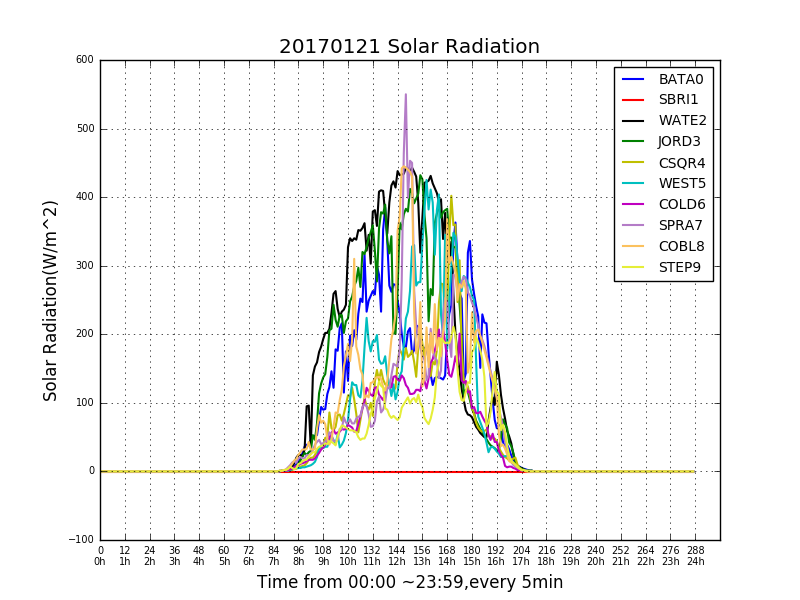 20170121 Solar Radiation
600
500
400
300
200
100
0
−100
Solar Radiation(W/m^2)
BATA0
SBRI1
WATE2
JORD3
CSQR4
WEST5
COLD6
SPRA7
COBL8
STEP9
0 12 24 36 48 60 72 84 96 108 120 132 144 156 168 180 192 204 216 228 240 252 264 276 288
0h 1h 2h 3h 4h 5h 6h 7h 8h 9h 10h 11h 12h 13h 14h 15h 16h 17h 18h 19h 20h 21h 22h 23h 24h
Time from 00:00 ~23:59,every 5min